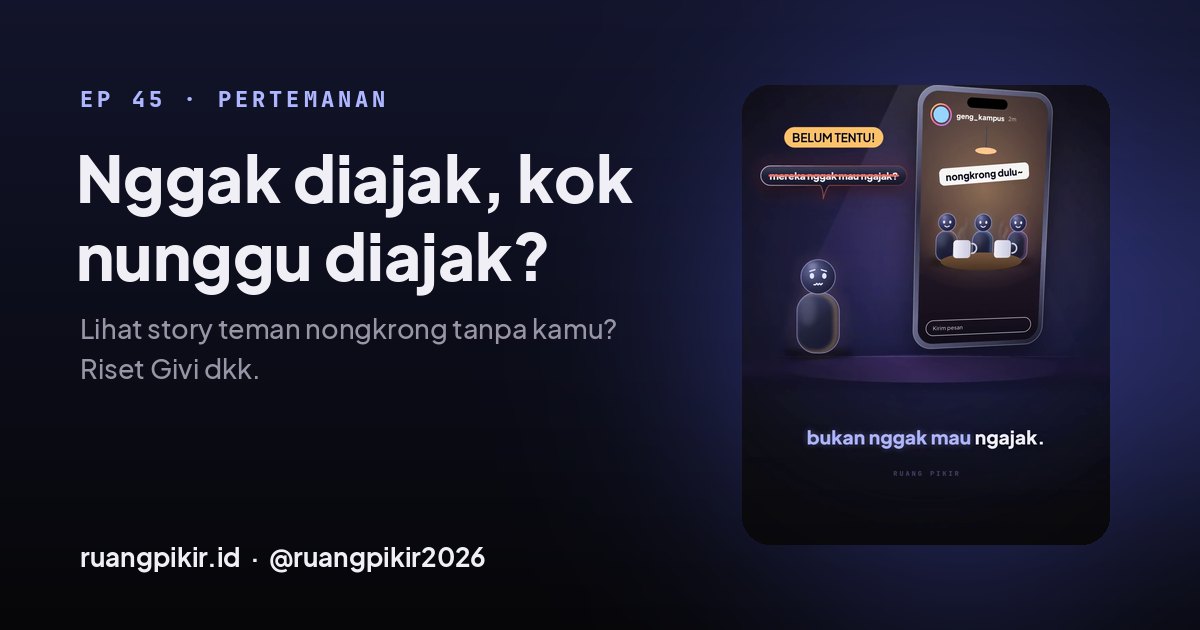 EP 45 · PERTEMANAN
Nggak diajak, kok
nunggu diajak?
Lihat story teman nongkrong tanpa kamu?
Riset Givi dkk.
ruangpikir.id · @ruangpikir2026
BELUM TENTU!
mereka nggak mau ngajak?
geng_kampus 2m
nongkrong dulu~
Kirim pesan
bukan nggak mau ngajak.
RUANG PIKIR